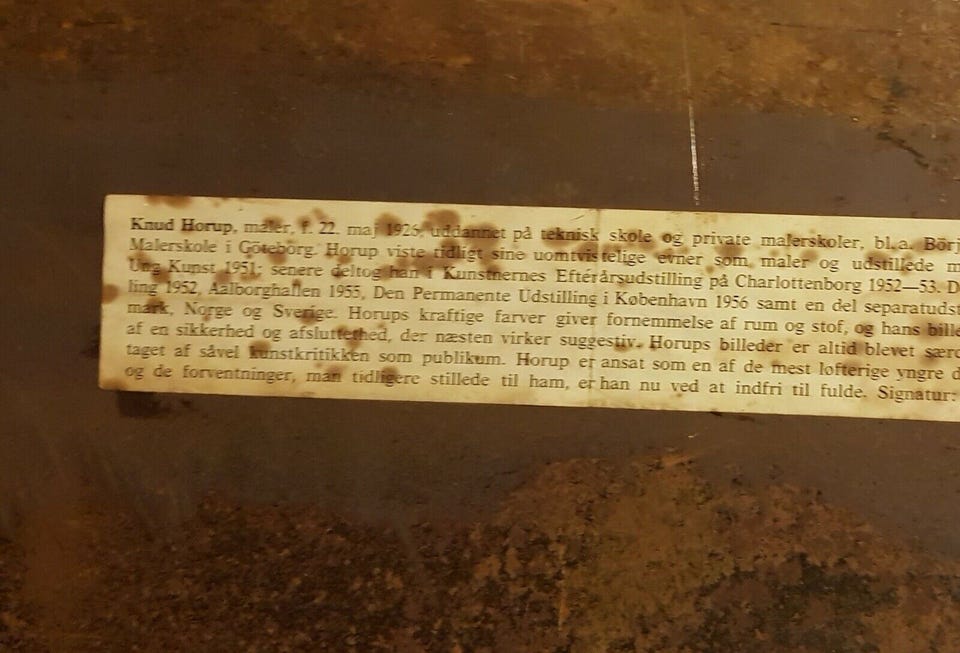 Knud Horup, maler, f. 22. maj 1926, uddannet på teknisk skole og private malerskoler, bl.a. Börj
Malerskole i Göteborg. Horup viste tidligt sine uomtvistelige evner som maler og udstillede m
Ung Kunst 1951; senere deltog han i Kunstnernes Efterårsudstilling på Charlottenborg 1952—53. D
ling 1952, Aalborghallen 1955, Den Permanente Udstilling i København 1956 samt en del separatudst
mark, Norge og Sverige. Horups kraftige farver giver fornemmelse af rum og stof, og hans bille
af en sikkerhed og afsluttethed, der næsten virker suggestiv. Horups billeder er altid blevet særd
taget af såvel kunstkritikken som publikum. Horup er ansat som en af de mest løfterige yngre d
og de forventninger, man tidligere stillede til ham, er han nu ved at indfri til fulde. Signatur: